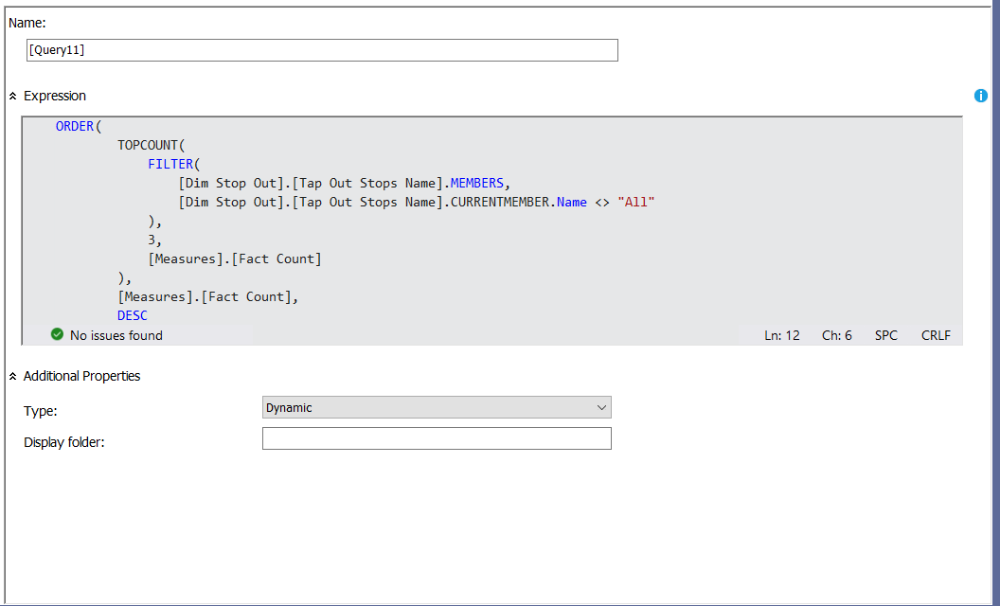 Name:
[Query11]
Expression
ORDER(
TOPCOUNT(
FILTER(
[Dim Stop Out].[Tap Out Stops Name].MEMBERS,
[Dim Stop Out].[Tap Out Stops Name].CURRENTMEMBER.Name <> "All"
),
3,
[Measures].[Fact Count]
),
[Measures].[Fact Count],
DESC
No issues found Ln: 12 Ch: 6 SPC CRLF
Additional Properties
Type: Dynamic
Display folder: